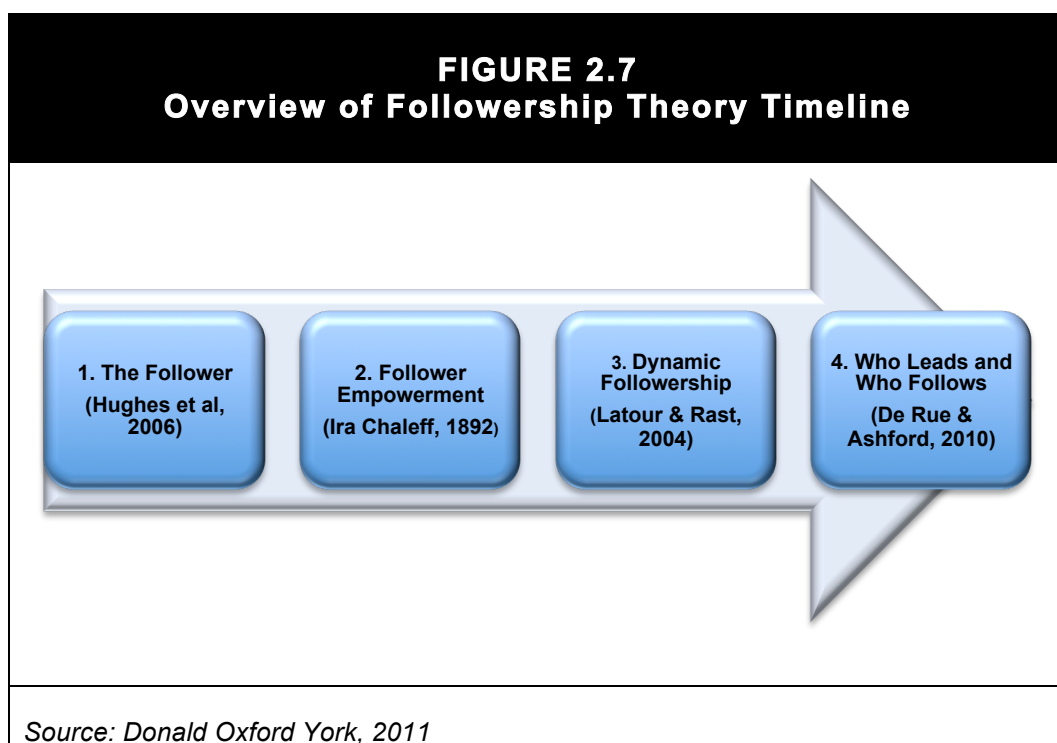 FIGURE 2.7
Overview of Followership Theory Timeline
1. The Follower
(Hughes et al,
2006)
2. Follower
Empowerment
(Ira Chaleff, 1892)
3. Dynamic
Followership
(Latour & Rast,
2004)
4. Who Leads and
Who Follows
(De Rue &
Ashford, 2010)
Source: Donald Oxford York, 2011